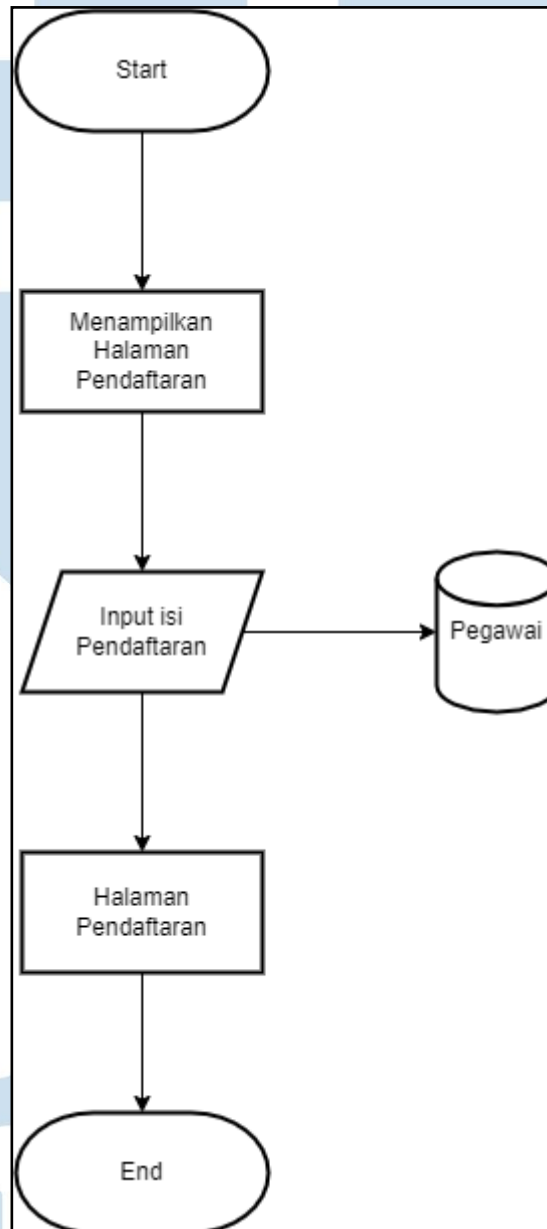 Start
Menampilkan
Halaman
Pendaftaran
Input isi
Pendaftaran
Pegawai
Halaman
Pendaftaran
End